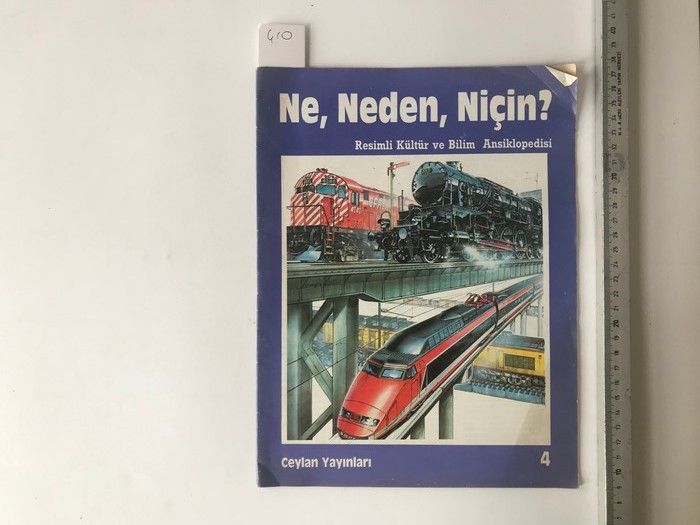 410
Ne, Neden, Niçin?
Resimli Kültür ve Bilim Ansiklopedisi
Ceylan Yayınları
4